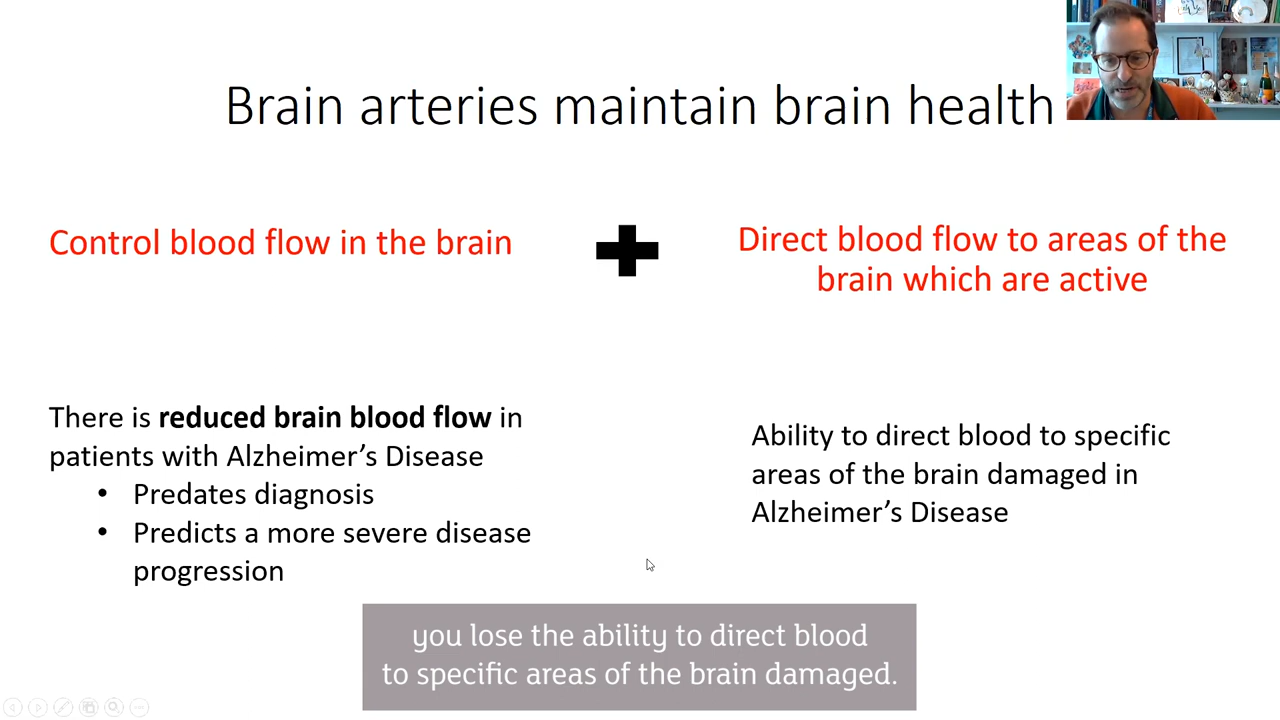 Brain arteries maintain brain health
Control blood flow in the brain
Direct blood flow to areas of the
brain which are active
There is reduced brain blood flow in
patients with Alzheimer’s Disease
• Predates diagnosis
• Predicts a more severe disease
progression
Ability to direct blood to specific
areas of the brain damaged in
Alzheimer’s Disease
you lose the ability to direct blood
to specific areas of the brain damaged.